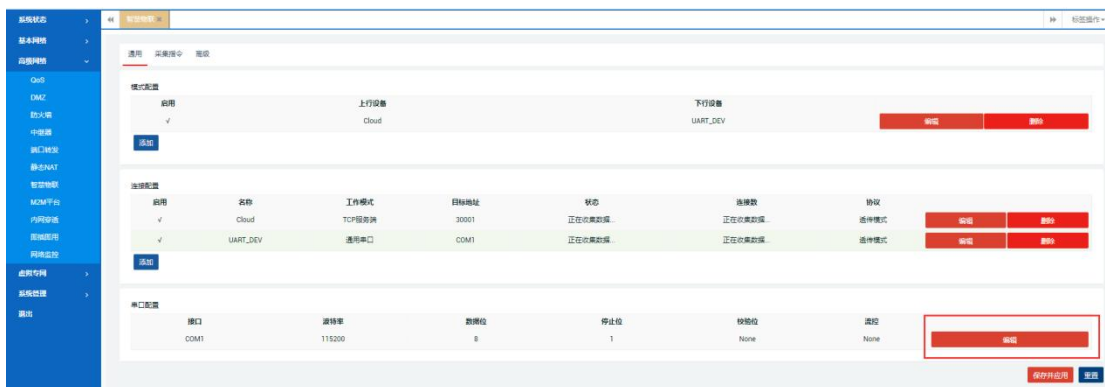 系统状态
智慧物联
标签操作
基本网络
高级网络
通用 采集指令 高级
QoS
DMZ
防火墙
中继器
端口转发
静态NAT
智慧物联
M2M平台
内网穿透
网络监控
虚拟专网
系统管理
退出
模式配置
启用 上行设备 下行设备
√ Cloud UART_DEV 编辑 删除
添加
连接配置
启用 名称 工作模式 目标地址 状态 连接数 协议
√ Cloud TCP服务端 30001 正在收集数据... 正在收集数据... 透传模式 编辑 删除
√ UART_DEV 通用串口 COM1 正在收集数据... 正在收集数据... 透传模式 编辑 删除
添加
串口配置
接口 波特率 数据位 停止位 校验位 流控
COM1 115200 8 1 None None 编辑
保存并应用 重置